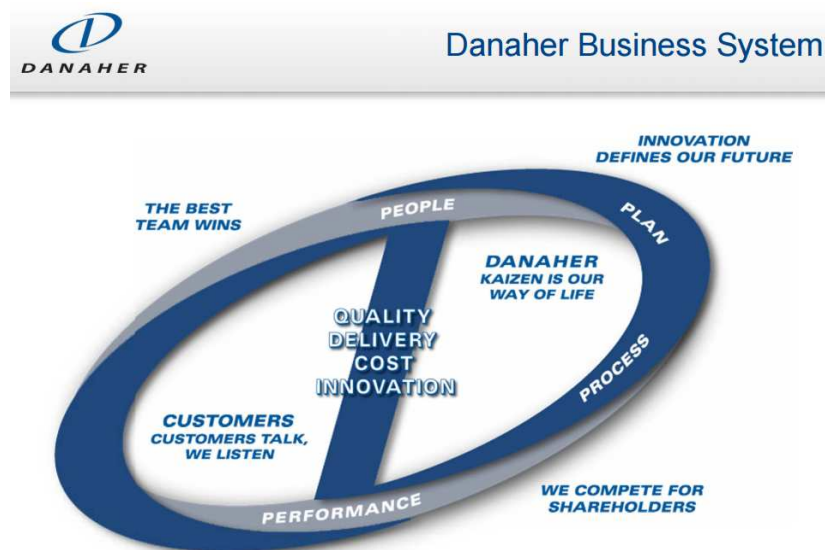 DANAHER
Danaher Business System
INNOVATION
DEFINES OUR FUTURE
THE BEST
TEAM WINS
PEOPLE
PLAN
DANAHER
KAIZEN IS OUR
WAY OF LIFE
QUALITY
DELIVERY
COST
INNOVATION
PROCESS
CUSTOMERS
CUSTOMERS TALK,
WE LISTEN
PERFORMANCE
WE COMPETE FOR
SHAREHOLDERS